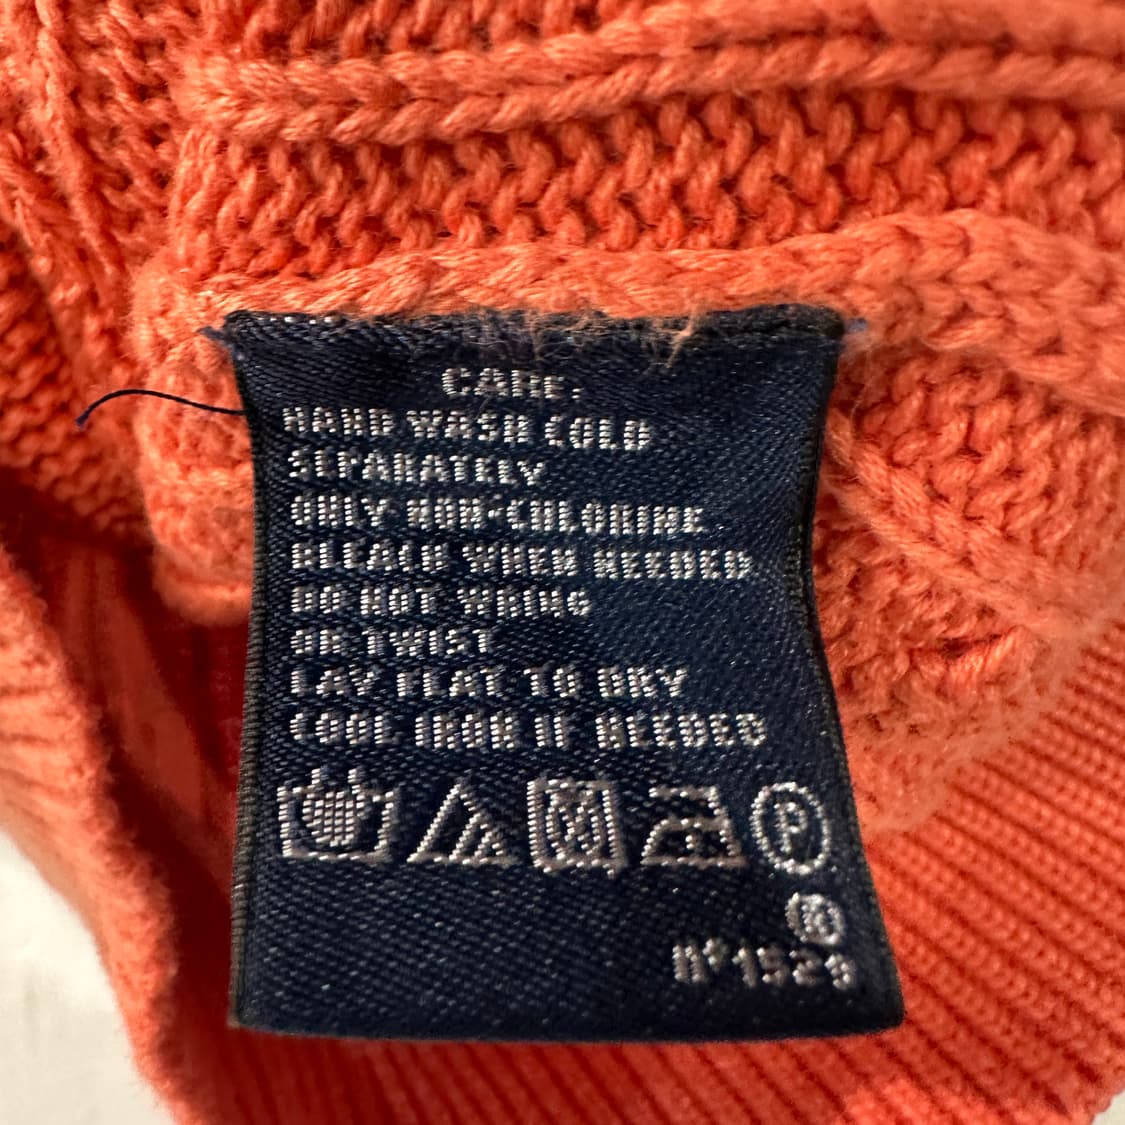 CARE:
HAND WASH COLD
SEPARATELY
ONLY NON-CHLORINE
BLEACH WHEN NEEDED
DO NOT WRING
OR TWIST
LAY FLAT TO DRY
COOL IRON IF NEEDED
P
®
n°1529